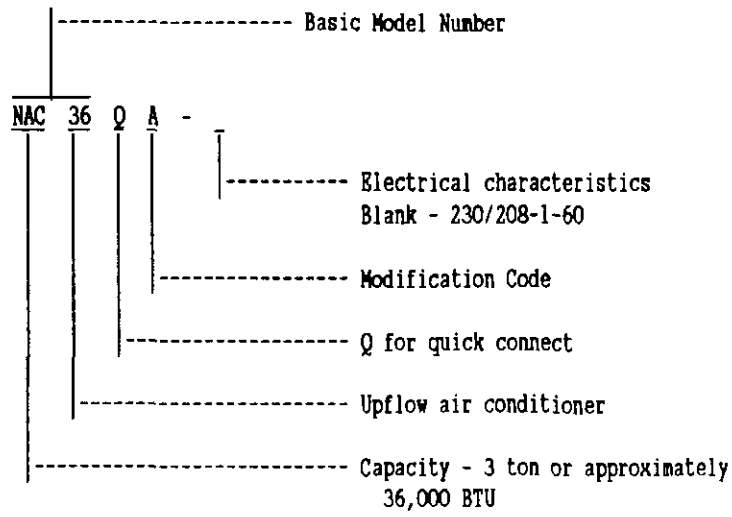 Basic Model Number
NAC 36 Q A - _
Electrical characteristics
Blank - 230/208-1-60
Modification Code
Q for quick connect
Upflow air conditioner
Capacity - 3 ton or approximately
36,000 BTU